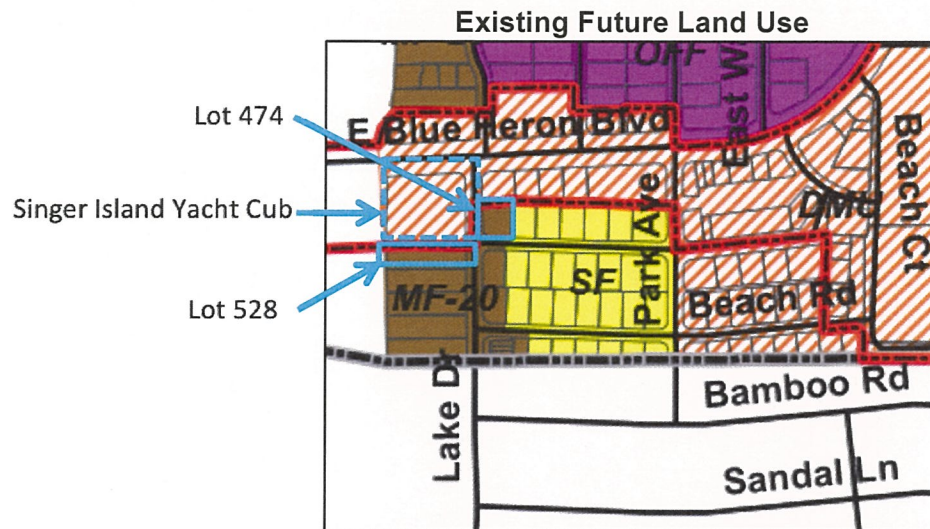 Existing Future Land Use
OFF
Lot 474
E Blue Heron Blvd
East W
Beach Ct
Singer Island Yacht Cub
Park Ave
SF
MF-20
Beach Rd
Lot 528
Lake Dr
Bamboo Rd
Sandal Ln